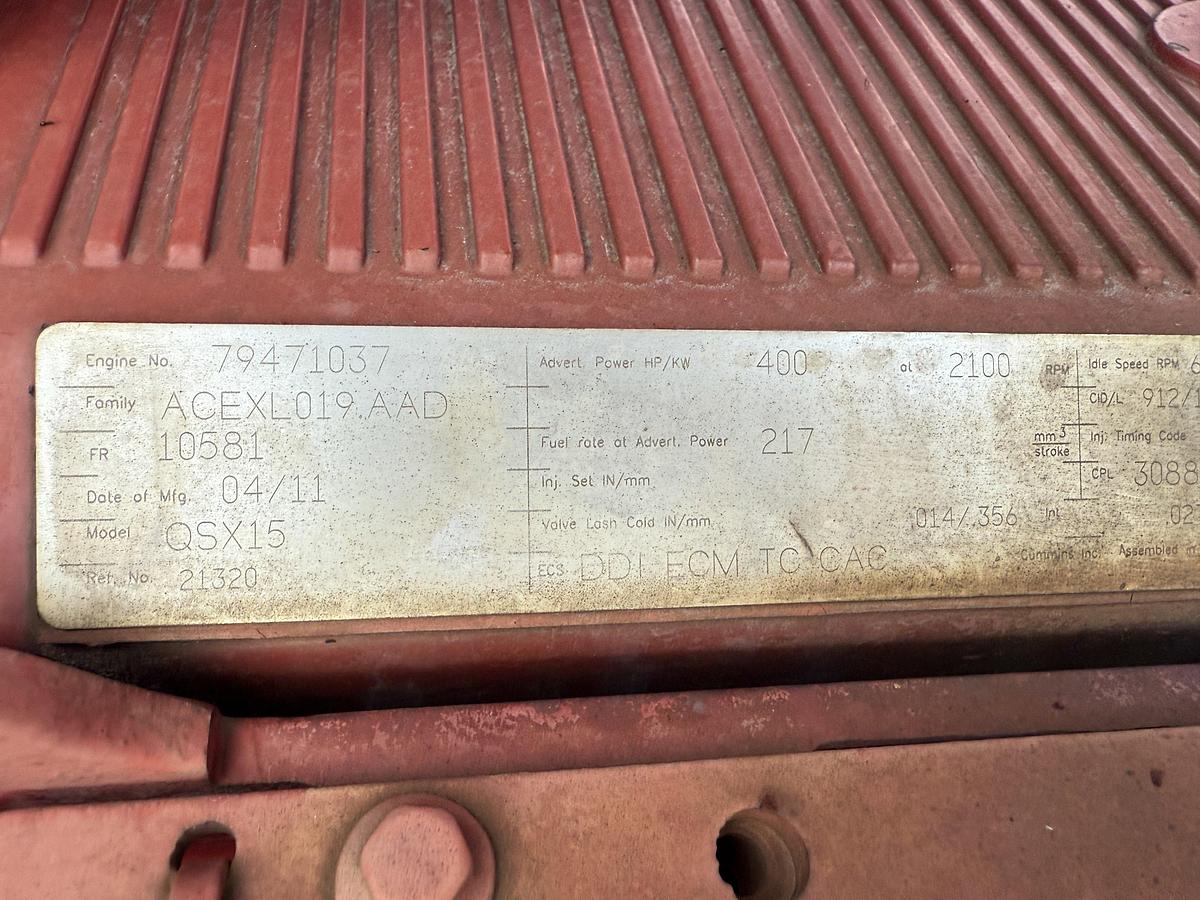 Engine No. 79471037
Family ACEXL019.AAD
FR 10581
Date of Mfg. 04/11
Model QSX15
Ref. No. 21320
Advert. Power HP/KW 400 at 2100 RPM
Fuel rate at Advert. Power 217 mm3 stroke
Inj. Set IN/mm
Valve Lash Cold IN/mm .014/.356 Int.
ECS DDI ECM TC CAC
Idle Speed RPM
CID/L 912/
Inj. Timing Code
CPL 3088
.02
Cummins Inc. Assembled